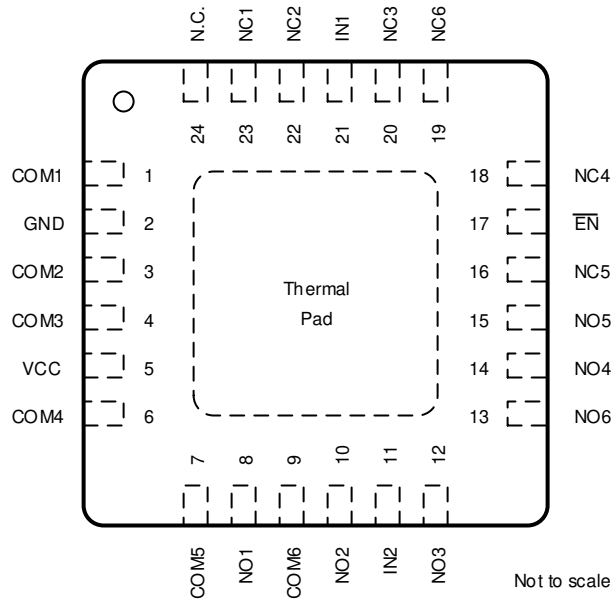 N.C. NC1 NC2 IN1 NC3 NC6
24 23 22 21 20 19
COM1 1 18 NC4
GND 2 17 E̅N̅
COM2 3 16 NC5
COM3 4 Thermal 15 NO5
Pad
VCC 5 14 NO4
COM4 6 13 NO6
7 8 9 10 11 12
COM5 NO1 COM6 NO2 IN2 NO3
Not to scale